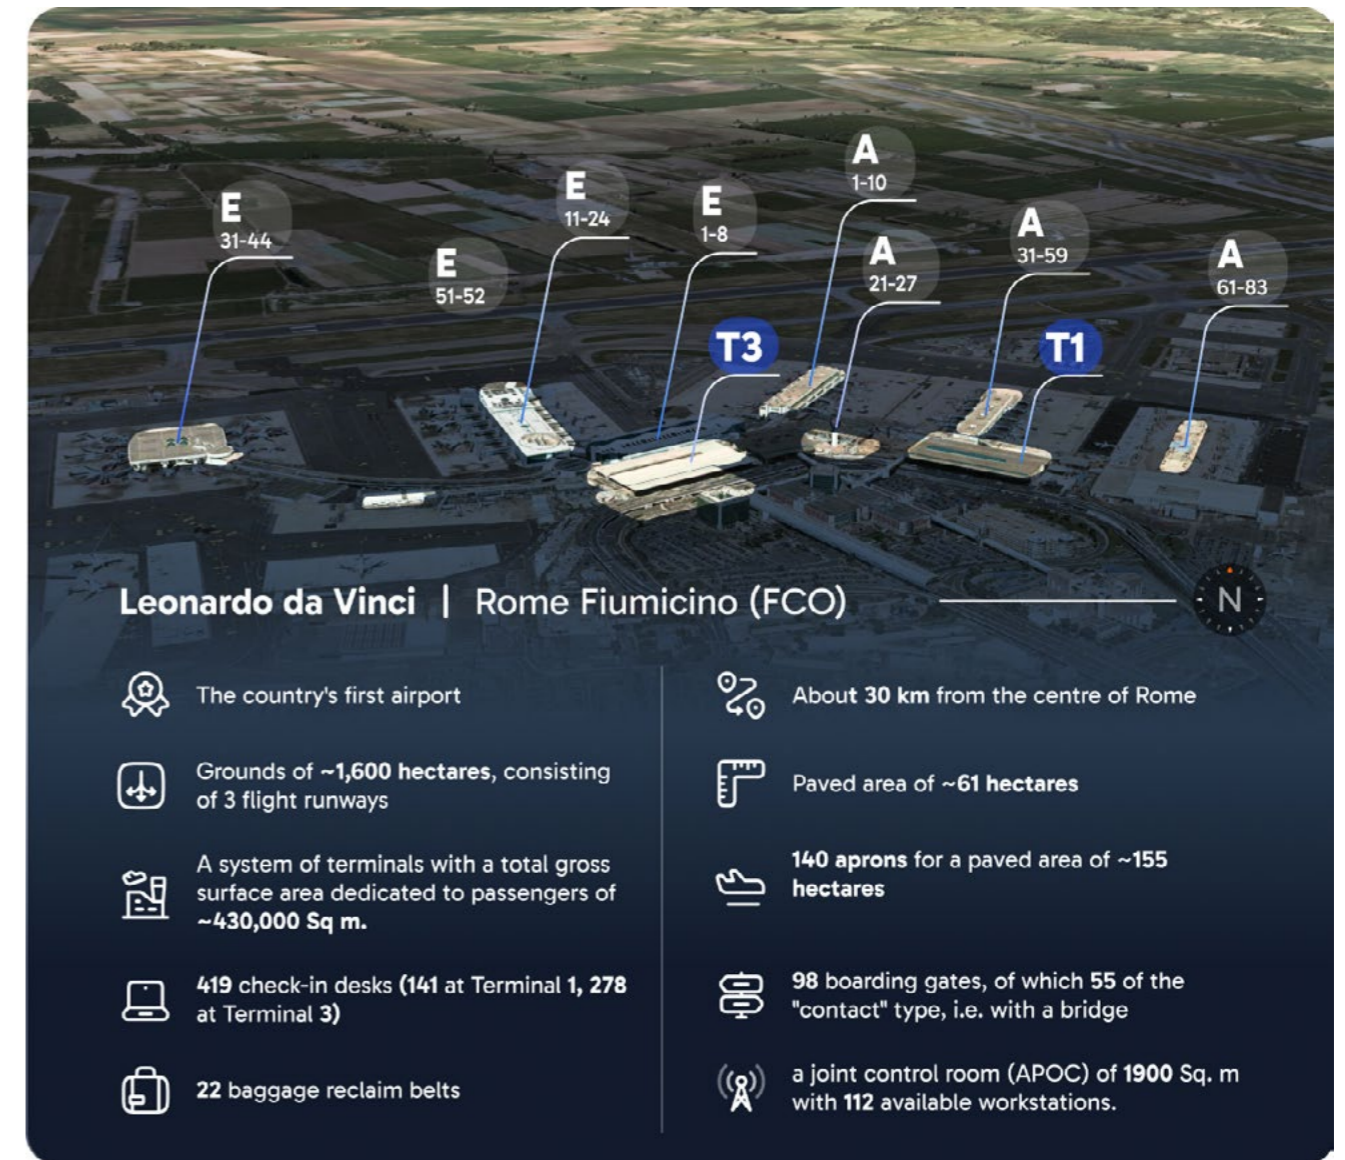 A
1-10
E
11-24
E
1-8
E
31-44
A
31-59
A
21-27
A
61-83
E
51-52
T3
T1
Leonardo da Vinci | Rome Fiumicino (FCO)
N
The country's first airport
Grounds of ~1,600 hectares, consisting
of 3 flight runways
A system of terminals with a total gross
surface area dedicated to passengers of
~430,000 Sq m.
419 check-in desks (141 at Terminal 1, 278
at Terminal 3)
22 baggage reclaim belts
About 30 km from the centre of Rome
Paved area of ~61 hectares
140 aprons for a paved area of ~155
hectares
98 boarding gates, of which 55 of the
"contact" type, i.e. with a bridge
a joint control room (APOC) of 1900 Sq. m
with 112 available workstations.